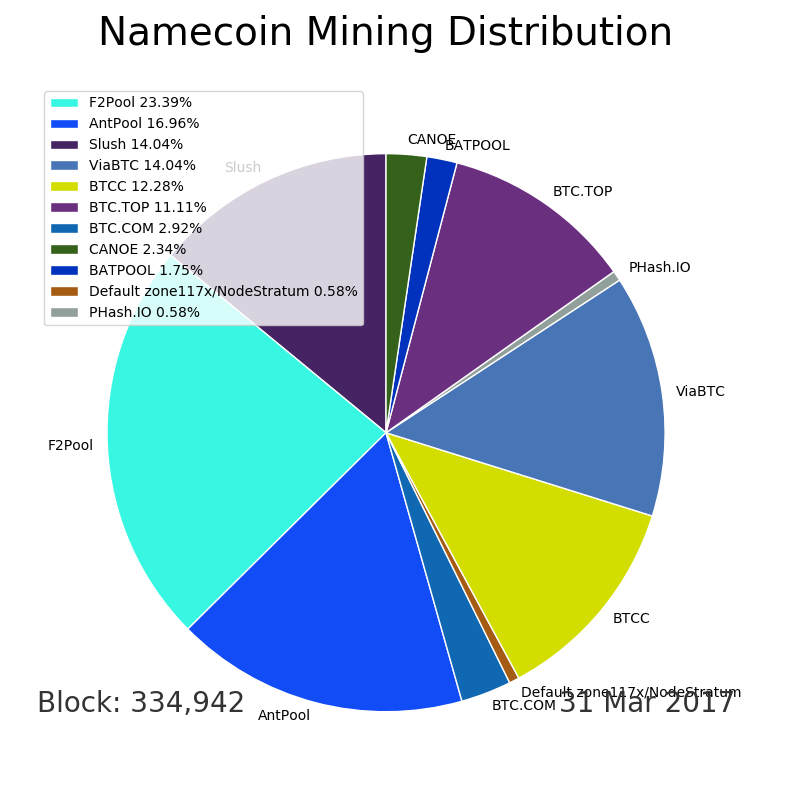 Namecoin Mining Distribution
F2Pool 23.39%
AntPool 16.96%
Slush 14.04%
ViaBTC 14.04%
BTCC 12.28%
BTC.TOP 11.11%
BTC.COM 2.92%
CANOE 2.34%
BATPOOL 1.75%
Default zone117x/NodeStratum 0.58%
PHash.IO 0.58%
CANOE
BATPOOL
Slush
BTC.TOP
PHash.IO
ViaBTC
F2Pool
BTCC
Default zone117x/NodeStratum
BTC.COM
AntPool
Block: 334,942
31 Mar 2017